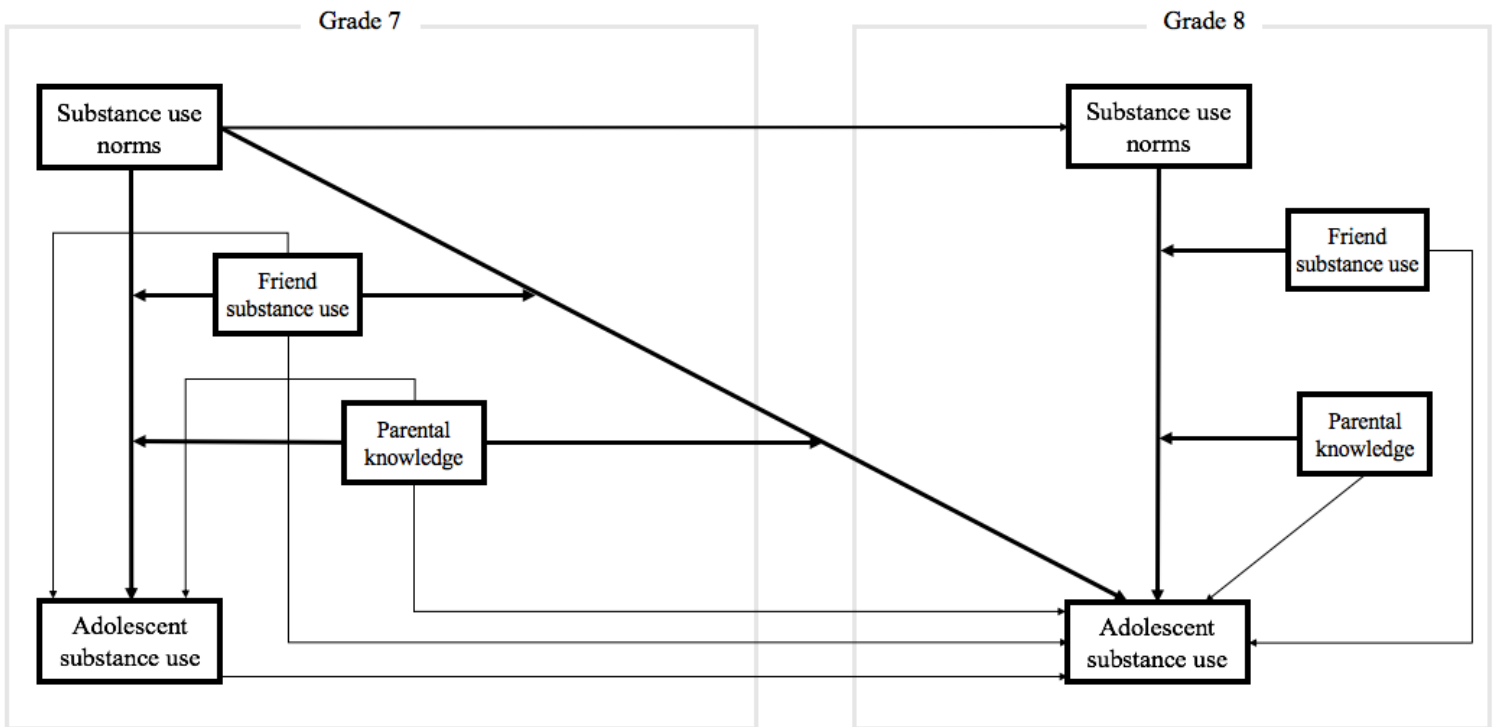 Grade 7
Grade 8
Substance use
norms
Substance use
norms
Friend
substance use
Friend
substance use
Parental
knowledge
Parental
knowledge
Adolescent
substance use
Adolescent
substance use